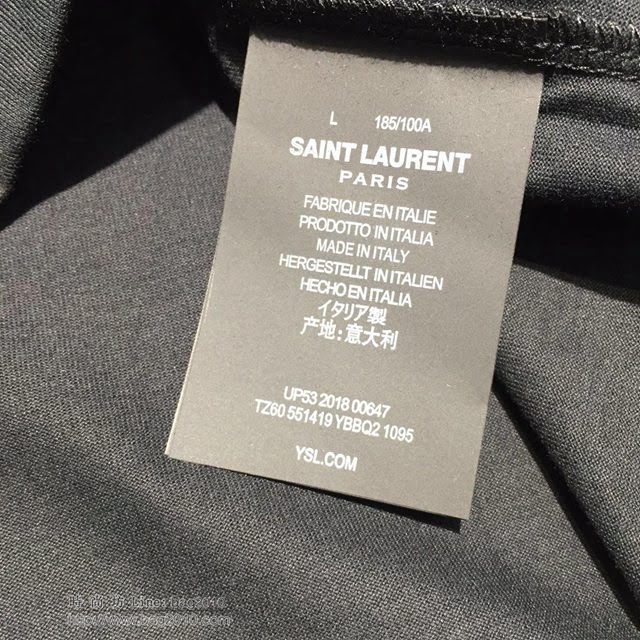 L 185/100A
SAINT LAURENT
PARIS
FABRIQUE EN ITALIE
PRODOTTO IN ITALIA
MADE IN ITALY
HERGESTELLT IN ITALIEN
HECHO EN ITALIA
イタリア製
产地:意大利
UP53 2018 00647
TZ60 551419 YBBQ2 1095
YSL.COM
Line: Bag2010